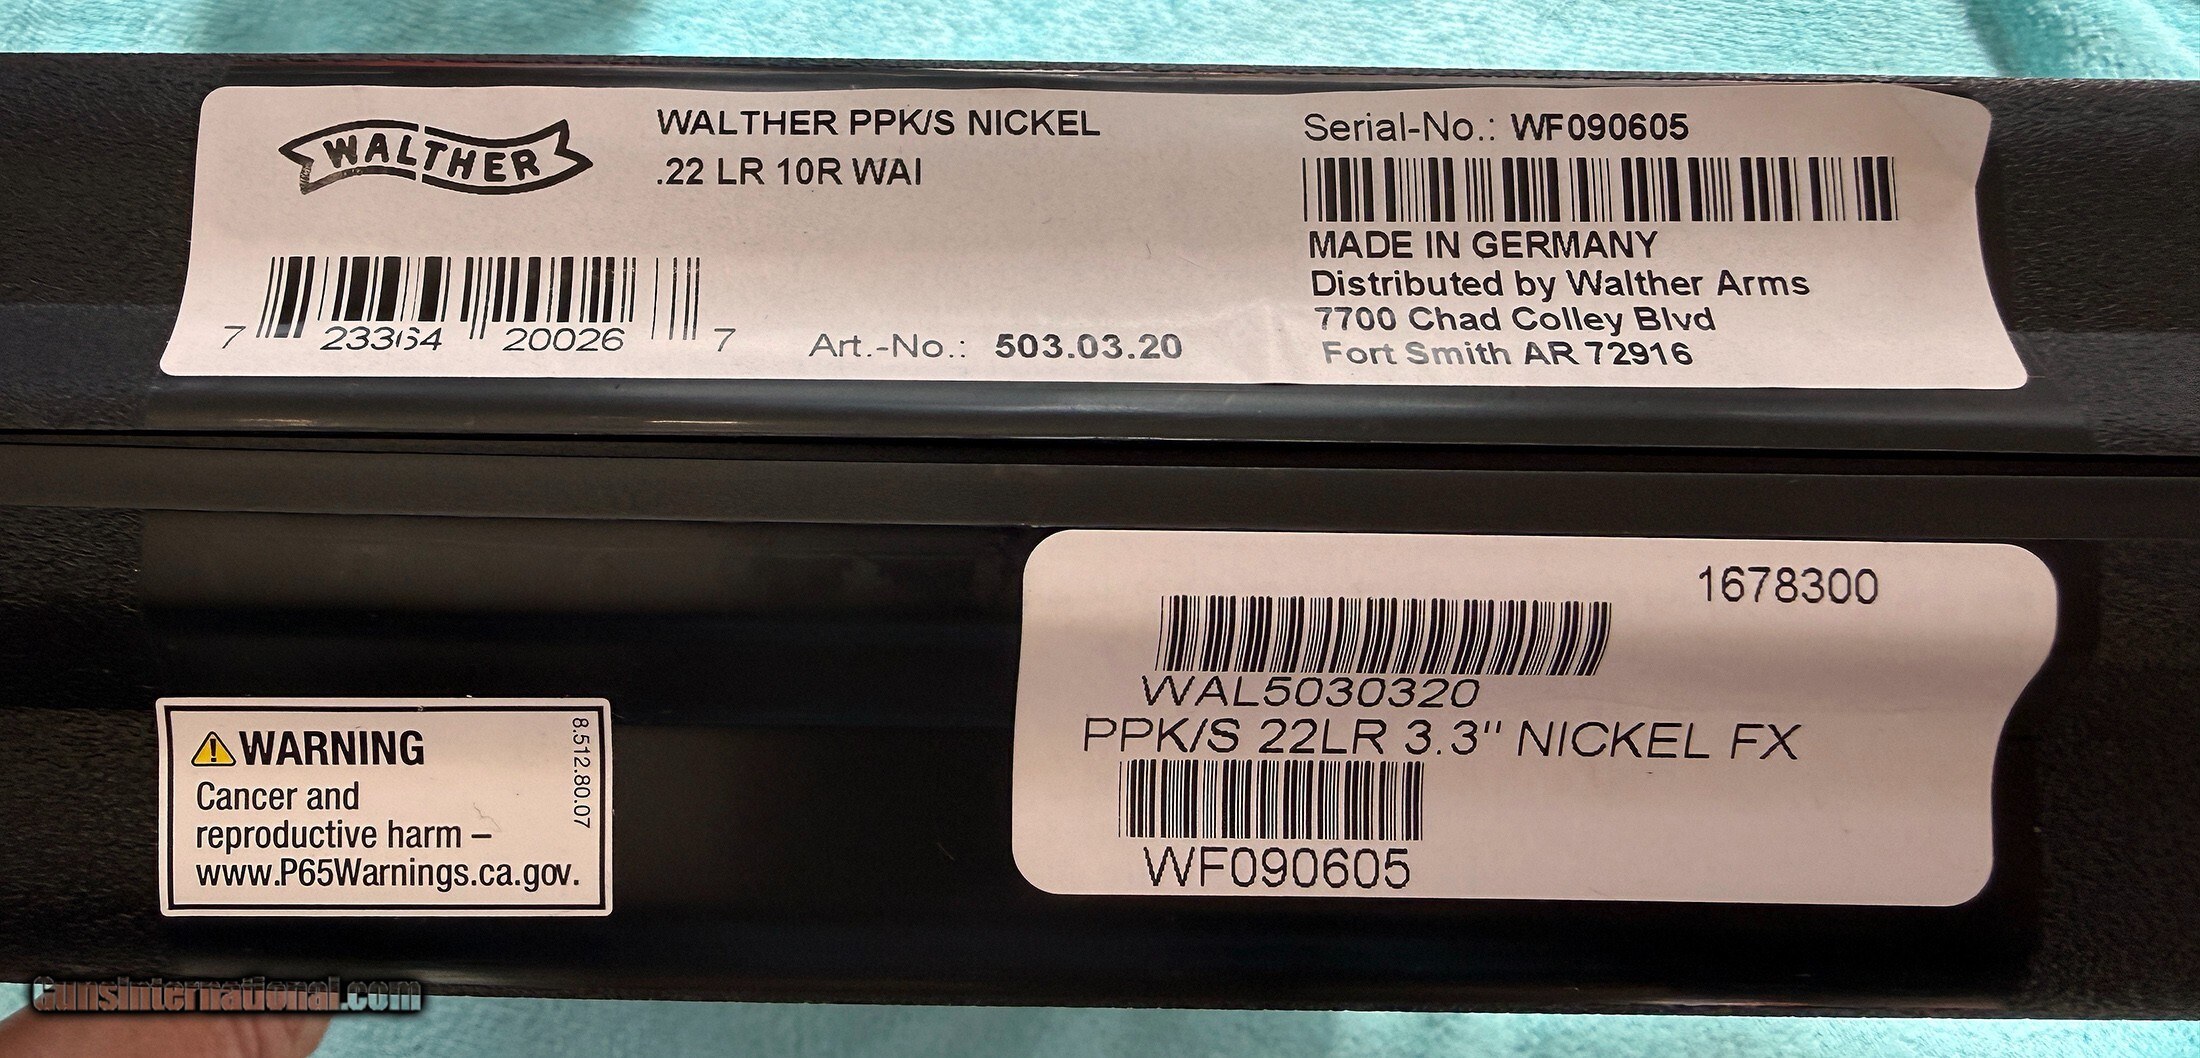 WALTHER
WALTHER PPK/S NICKEL
.22 LR 10R WAI
7 23364 20026 7
Art.-No.: 503.03.20
Serial-No.: WF090605
MADE IN GERMANY
Distributed by Walther Arms
7700 Chad Colley Blvd
Fort Smith AR 72916
WARNING
Cancer and
reproductive harm –
www.P65Warnings.ca.gov.
8.512.80.07
1678300
WAL5030320
PPK/S 22LR 3.3" NICKEL FX
WF090605
GunsInternational.com